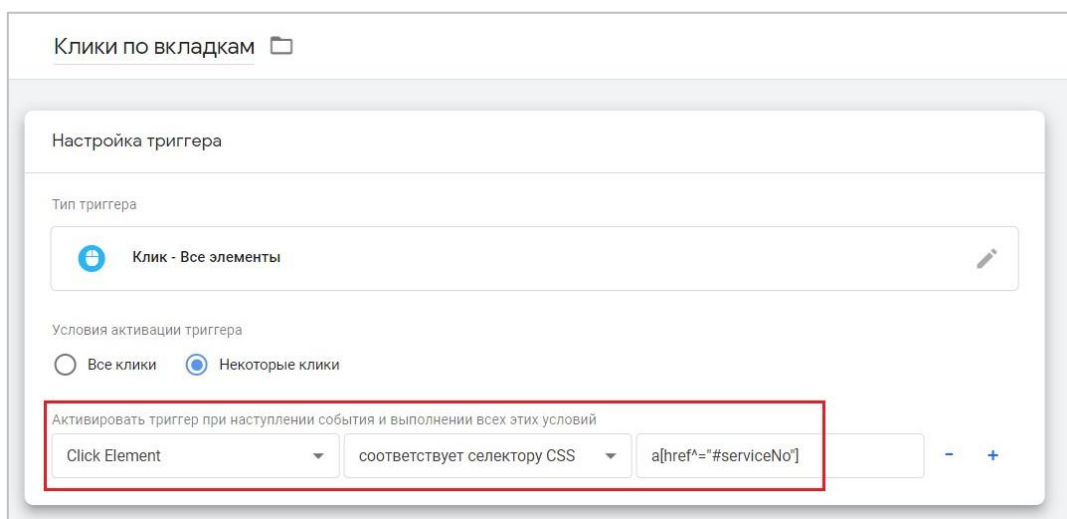 Клики по вкладкам
Настройка триггера
Тип триггера
Клик - Все элементы
Условия активации триггера
Все клики Некоторые клики
Активировать триггер при наступлении события и выполнении всех этих условий
Click Element соответствует селектору CSS a[href^="#serviceNo"] - +